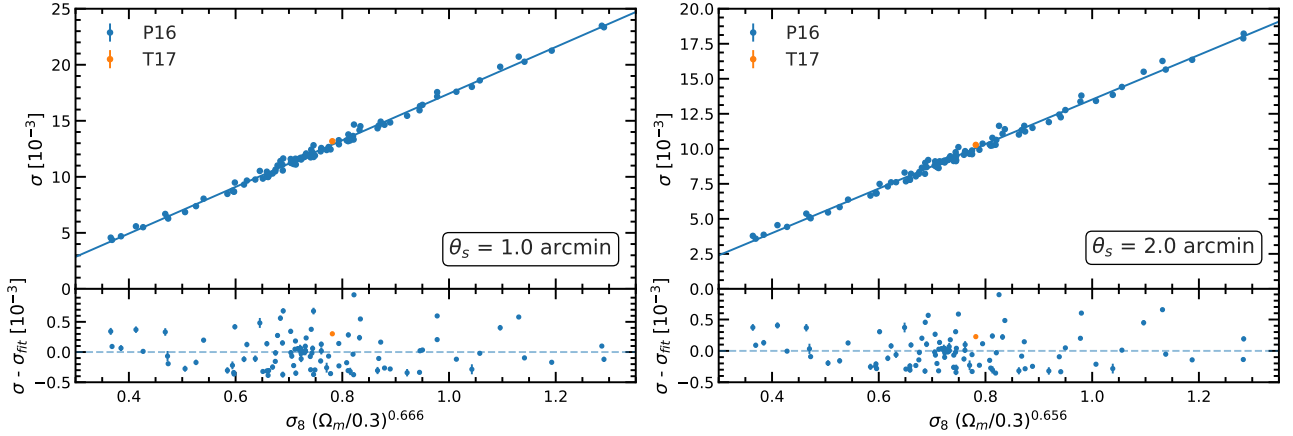 25
20
15
10
5
0
σ [10⁻³]
P16
T17
θₛ = 1.0 arcmin
0.5
0.0
−0.5
σ - σ_fit [10⁻³]
0.4 0.6 0.8 1.0 1.2
σ₈ (Ωₘ/0.3)^0.666
20.0
17.5
15.0
12.5
10.0
7.5
5.0
2.5
0.0
σ [10⁻³]
P16
T17
θₛ = 2.0 arcmin
0.5
0.0
−0.5
σ - σ_fit [10⁻³]
0.4 0.6 0.8 1.0 1.2
σ₈ (Ωₘ/0.3)^0.656